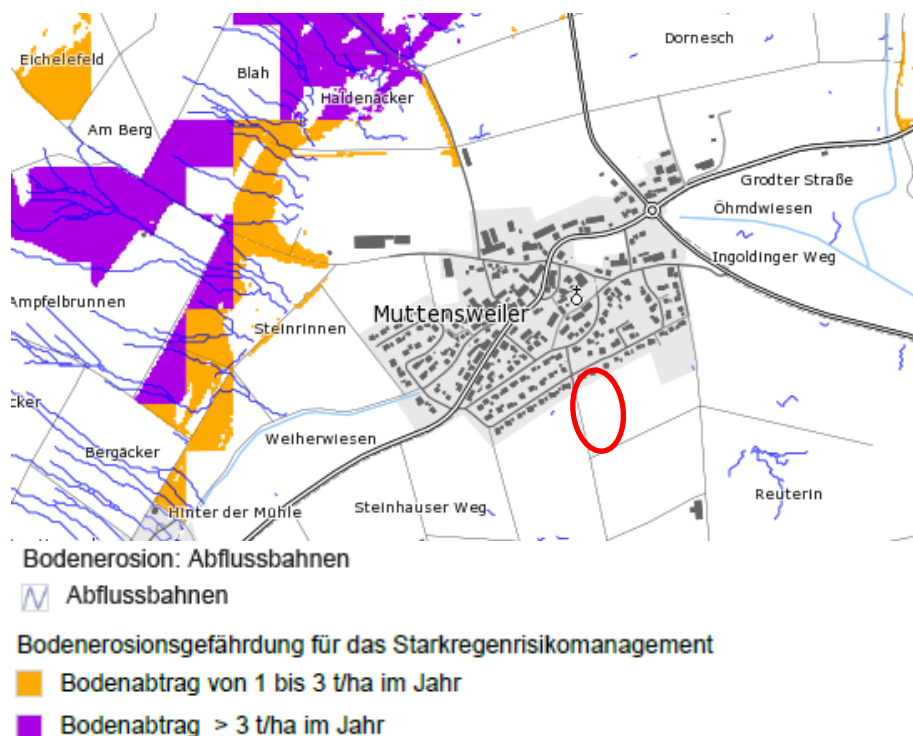 Dornesch
Eichelefeld
Blah
Haldenäcker
Am Berg
Grodter Straße
Öhmdwiesen
Ingoldinger Weg
Ampfelbrunnen
Muttensweiler
Steinrinnen
cker
Weiherwiesen
Bergäcker
Reuterin
Hinter der Mühle
Steinhauser Weg
Bodenerosion: Abflussbahnen
Abflussbahnen
Bodenerosionsgefährdung für das Starkregenrisikomanagement
Bodenabtrag von 1 bis 3 t/ha im Jahr
Bodenabtrag > 3 t/ha im Jahr